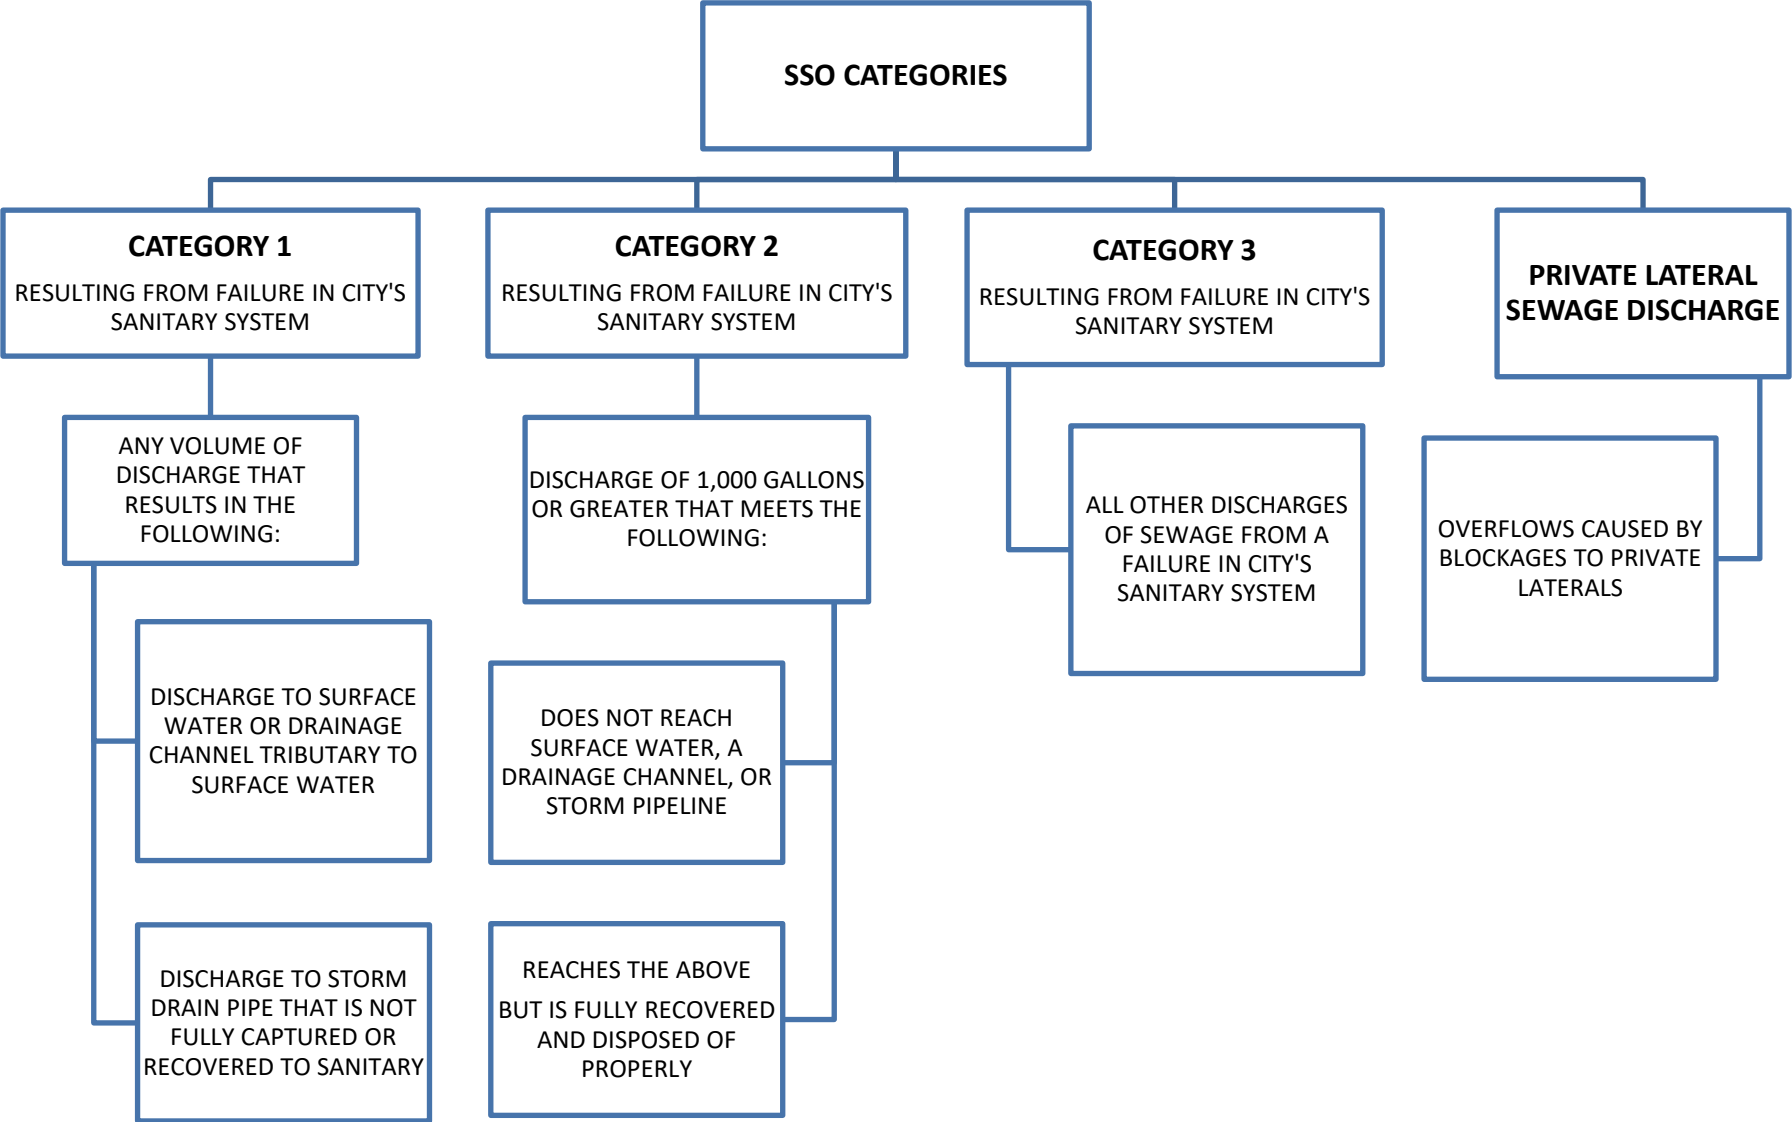 SSO CATEGORIES
CATEGORY 1
RESULTING FROM FAILURE IN CITY'S
SANITARY SYSTEM
ANY VOLUME OF
DISCHARGE THAT
RESULTS IN THE
FOLLOWING:
DISCHARGE TO SURFACE
WATER OR DRAINAGE
CHANNEL TRIBUTARY TO
SURFACE WATER
DISCHARGE TO STORM
DRAIN PIPE THAT IS NOT
FULLY CAPTURED OR
RECOVERED TO SANITARY
CATEGORY 2
RESULTING FROM FAILURE IN CITY'S
SANITARY SYSTEM
DISCHARGE OF 1,000 GALLONS
OR GREATER THAT MEETS THE
FOLLOWING:
DOES NOT REACH
SURFACE WATER, A
DRAINAGE CHANNEL, OR
STORM PIPELINE
REACHES THE ABOVE
BUT IS FULLY RECOVERED
AND DISPOSED OF
PROPERLY
CATEGORY 3
RESULTING FROM FAILURE IN CITY'S
SANITARY SYSTEM
ALL OTHER DISCHARGES
OF SEWAGE FROM A
FAILURE IN CITY'S
SANITARY SYSTEM
PRIVATE LATERAL
SEWAGE DISCHARGE
OVERFLOWS CAUSED BY
BLOCKAGES TO PRIVATE
LATERALS